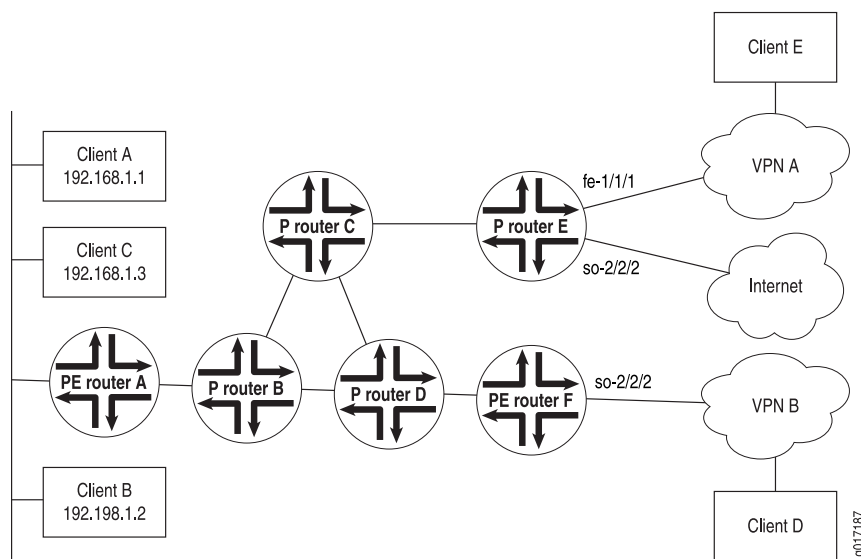 Client E
Client A
192.168.1.1
fe-1/1/1
VPN A
P router C
P router E
Client C
192.168.1.3
so-2/2/2
Internet
PE router A
P router B
P router D
PE router F
so-2/2/2
VPN B
Client B
192.198.1.2
Client D
g017187